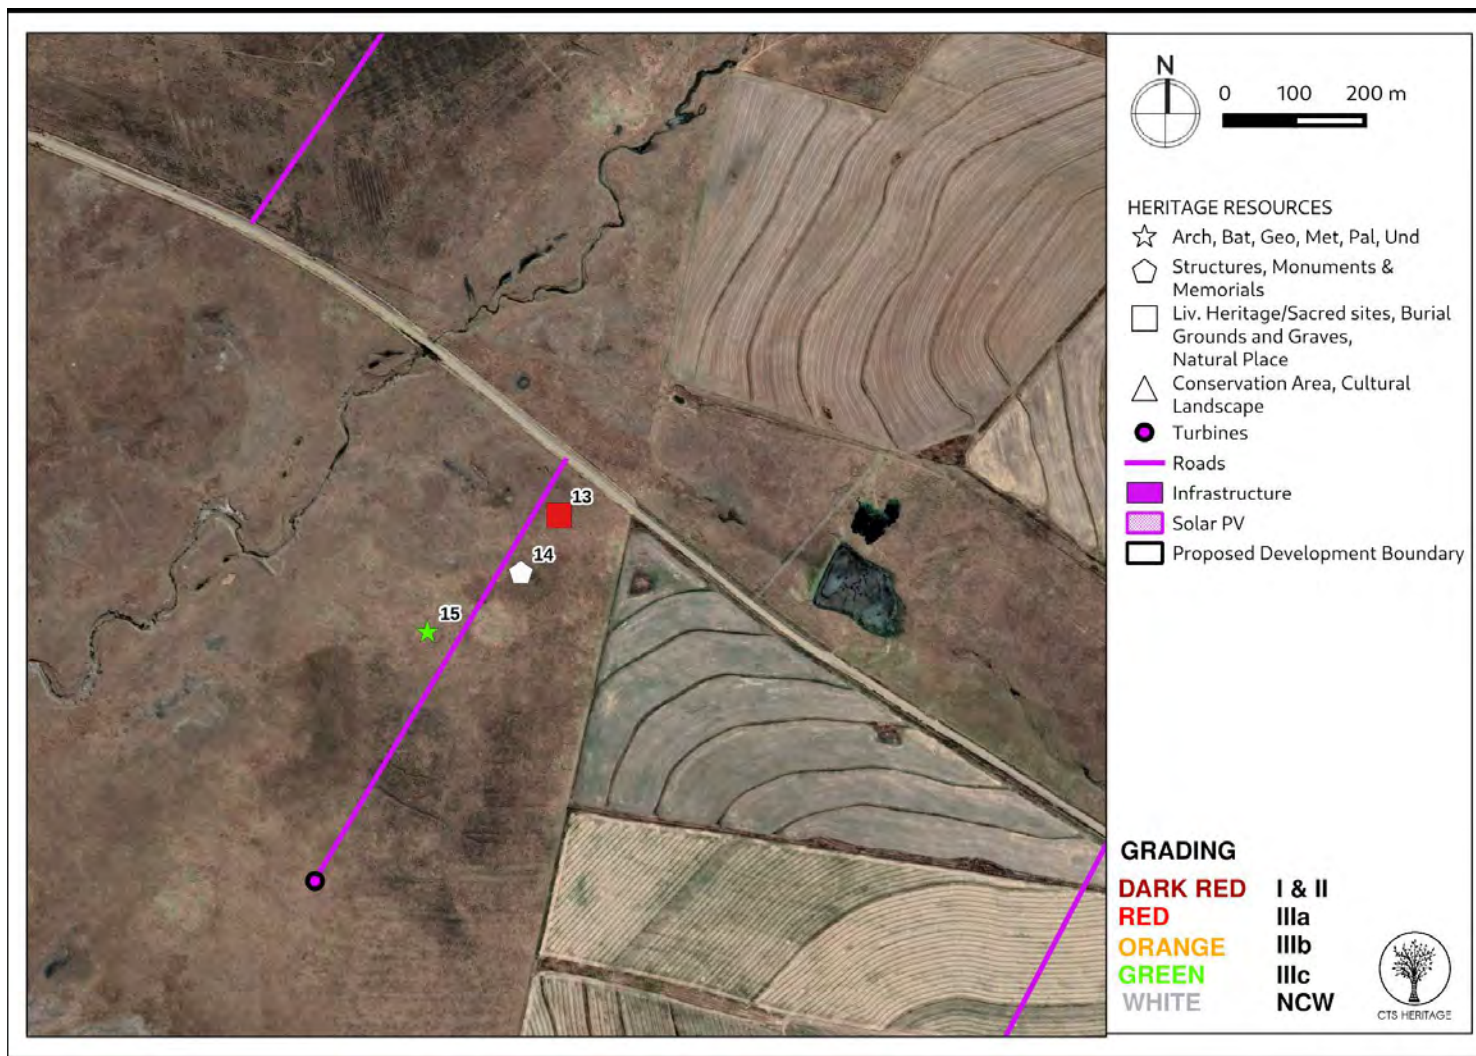 N
0 100 200 m
HERITAGE RESOURCES
Arch, Bat, Geo, Met, Pal, Und
Structures, Monuments &
Memorials
Liv. Heritage/Sacred sites, Burial
Grounds and Graves,
Natural Place
Conservation Area, Cultural
Landscape
Turbines
Roads
Infrastructure
Solar PV
Proposed Development Boundary
13
14
15
GRADING
DARK RED I & II
RED IIIa
ORANGE IIIb
GREEN IIIc
WHITE NCW
CTS HERITAGE